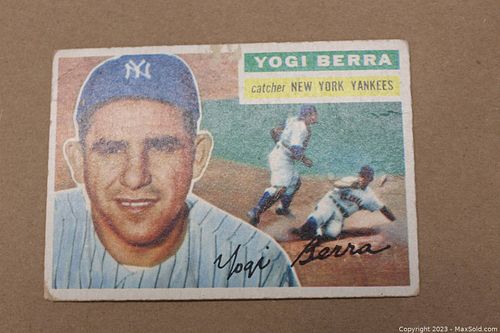 YOGI BERRA
catcher NEW YORK YANKEES
NY
Yogi Berra
Copyright © 2023 - MaxSold.com